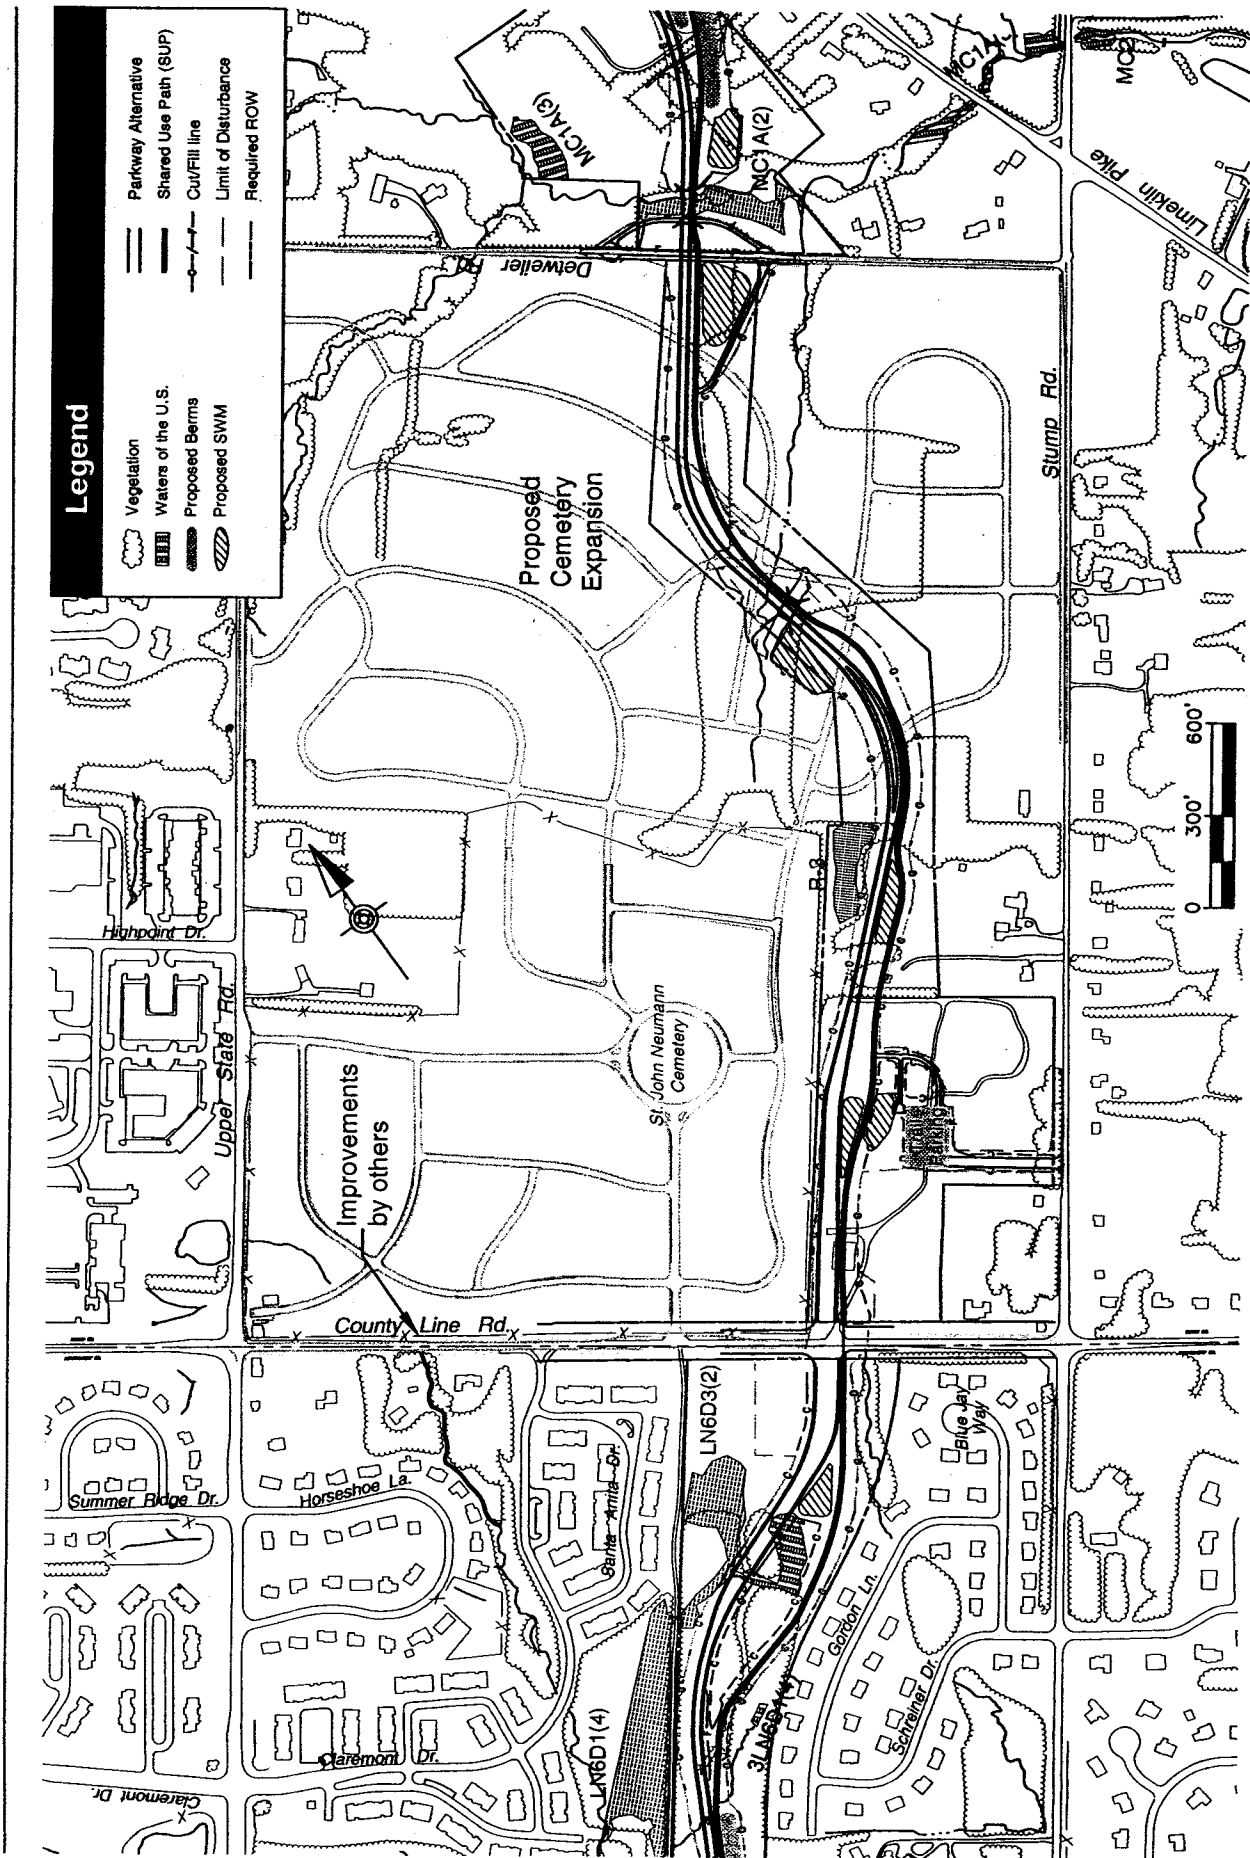 Legend
Vegetation
Waters of the U.S.
Proposed Berms
Proposed SWM
Parkway Alternative
Shared Use Path (SUP)
Cut/Fill line
Limit of Disturbance
Required ROW
MC1A(3)
MC1A(2)
MC2
Limekiln Pike
Detweiler Rd.
Stump Rd.
Proposed
Cemetery
Expansion
0
300'
600'
Highpoint Dr.
Upper State Rd.
R-3
St. John Neumann
Cemetery
Improvements
by others
Parking
County Line Rd.
LN6D3(2)
Blue Jay
Way
Summer Ridge Dr.
Horseshoe La.
Santa Anita Dr.
Gordon Ln.
Schreiner Dr.
LN6D1(4)
Claremont Dr.
Claremont Dr.